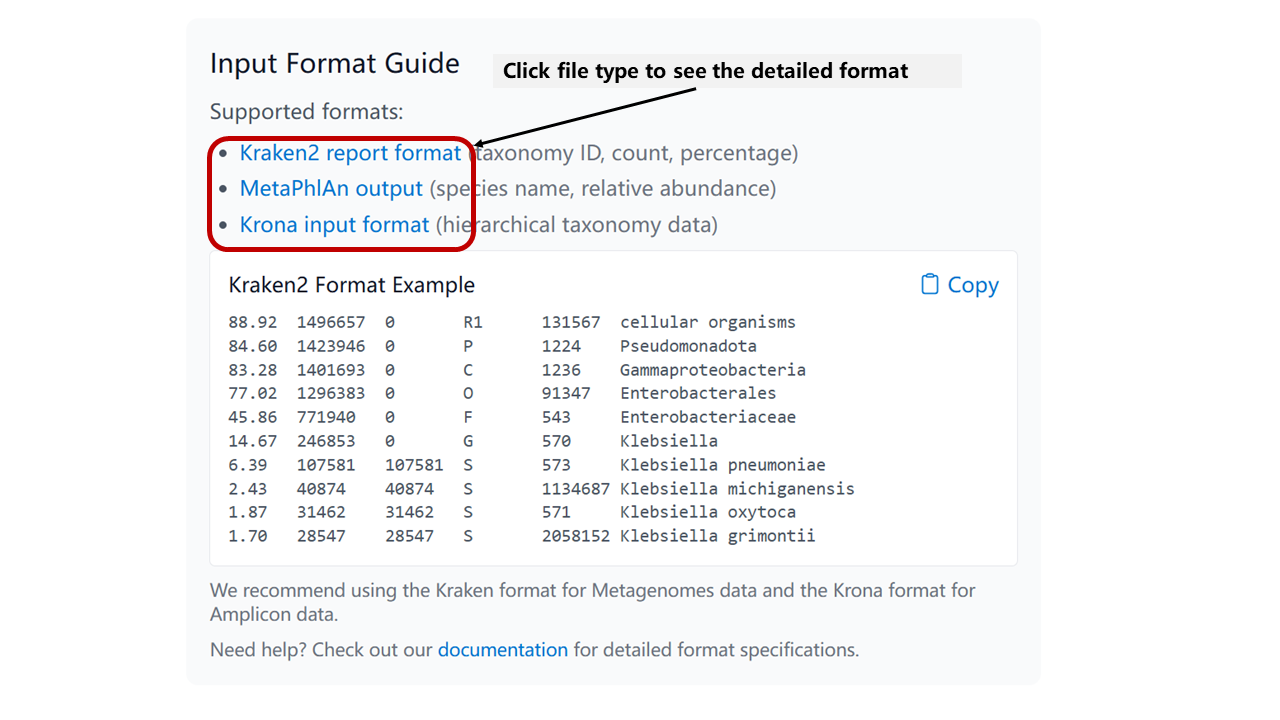 Input Format Guide
Click file type to see the detailed format
Supported formats:
• Kraken2 report format (taxonomy ID, count, percentage)
• MetaPhlAn output (species name, relative abundance)
• Krona input format (hierarchical taxonomy data)
Kraken2 Format Example
Copy
88.92 1496657 0 R1 131567 cellular organisms
84.60 1423946 0 P 1224 Pseudomonadota
83.28 1401693 0 C 1236 Gammaproteobacteria
77.02 1296383 0 O 91347 Enterobacterales
45.86 771940 0 F 543 Enterobacteriaceae
14.67 246853 0 G 570 Klebsiella
6.39 107581 107581 S 573 Klebsiella pneumoniae
2.43 40874 40874 S 1134687 Klebsiella michiganensis
1.87 31462 31462 S 571 Klebsiella oxytoca
1.70 28547 28547 S 2058152 Klebsiella grimontii
We recommend using the Kraken format for Metagenomes data and the Krona format for
Amplicon data.
Need help? Check out our documentation for detailed format specifications.